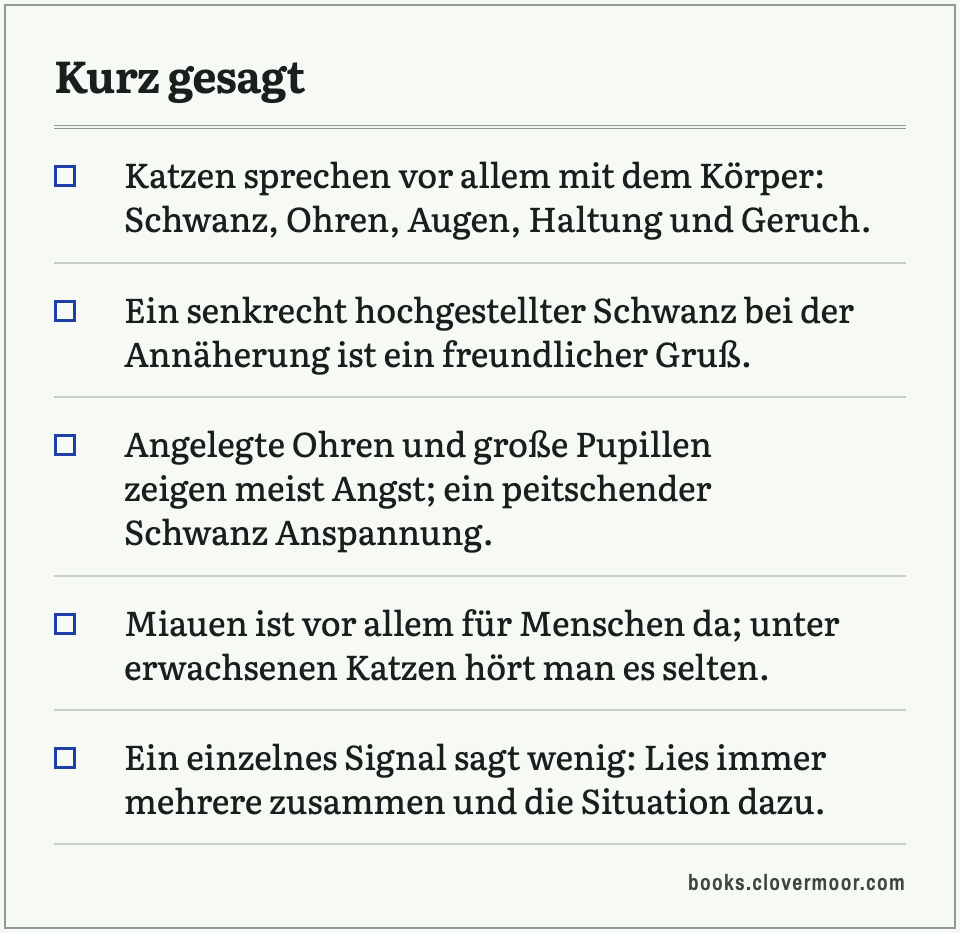 Kurz gesagt
Katzen sprechen vor allem mit dem Körper:
Schwanz, Ohren, Augen, Haltung und Geruch.
Ein senkrecht hochgestellter Schwanz bei der
Annäherung ist ein freundlicher Gruß.
Angelegte Ohren und große Pupillen
zeigen meist Angst; ein peitschender
Schwanz Anspannung.
Miauen ist vor allem für Menschen da; unter
erwachsenen Katzen hört man es selten.
Ein einzelnes Signal sagt wenig: Lies immer
mehrere zusammen und die Situation dazu.
books.clovermoor.com